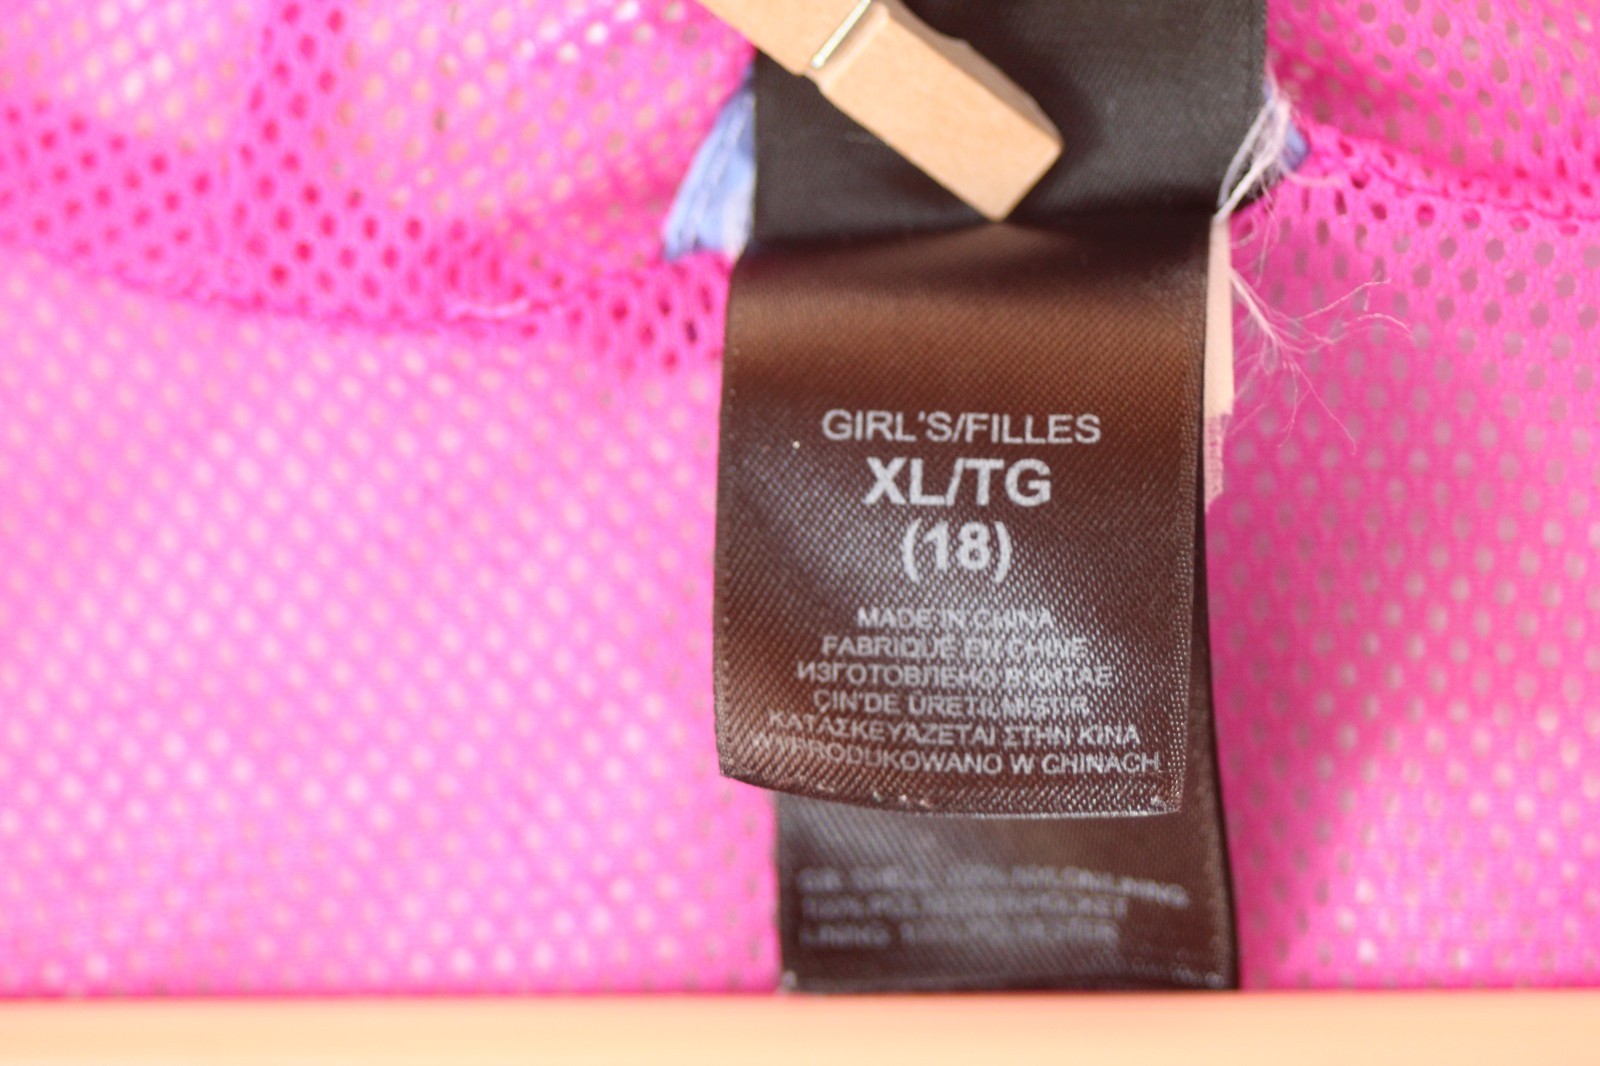 GIRL'S/FILLES
XL/TG
(18)
MADE IN CHINA
FABRIQUÉ EN CHINE
ИЗГОТОВЛЕНО В КИТАЕ
ÇIN'DE ÜRETILMISTIR
ΚΑΤΑΣΚΕΥΑΖΕΤΑΙ ΣΤΗΝ ΚΙΝΑ
WYPRODUKOWANO W CHINACH